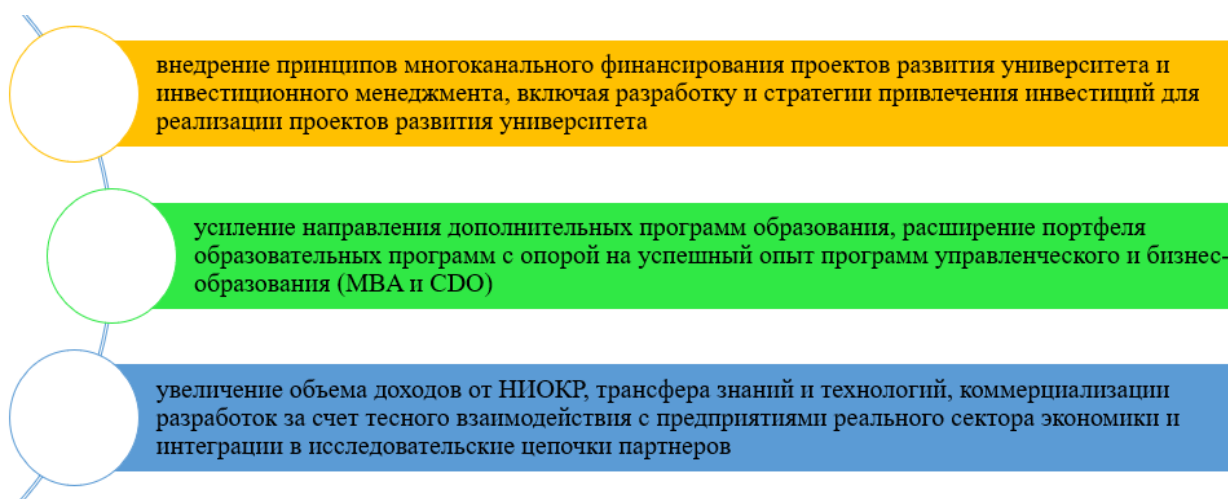 внедрение принципов многоканального финансирования проектов развития университета и
инвестиционного менеджмента, включая разработку и стратегии привлечения инвестиций для
реализации проектов развития университета
усиление направления дополнительных программ образования, расширение портфеля
образовательных программ с опорой на успешный опыт программ управленческого и бизнес-
образования (MBA и CDO)
увеличение объема доходов от НИОКР, трансфера знаний и технологий, коммерциализации
разработок за счет тесного взаимодействия с предприятиями реального сектора экономики и
интеграции в исследовательские цепочки партнеров